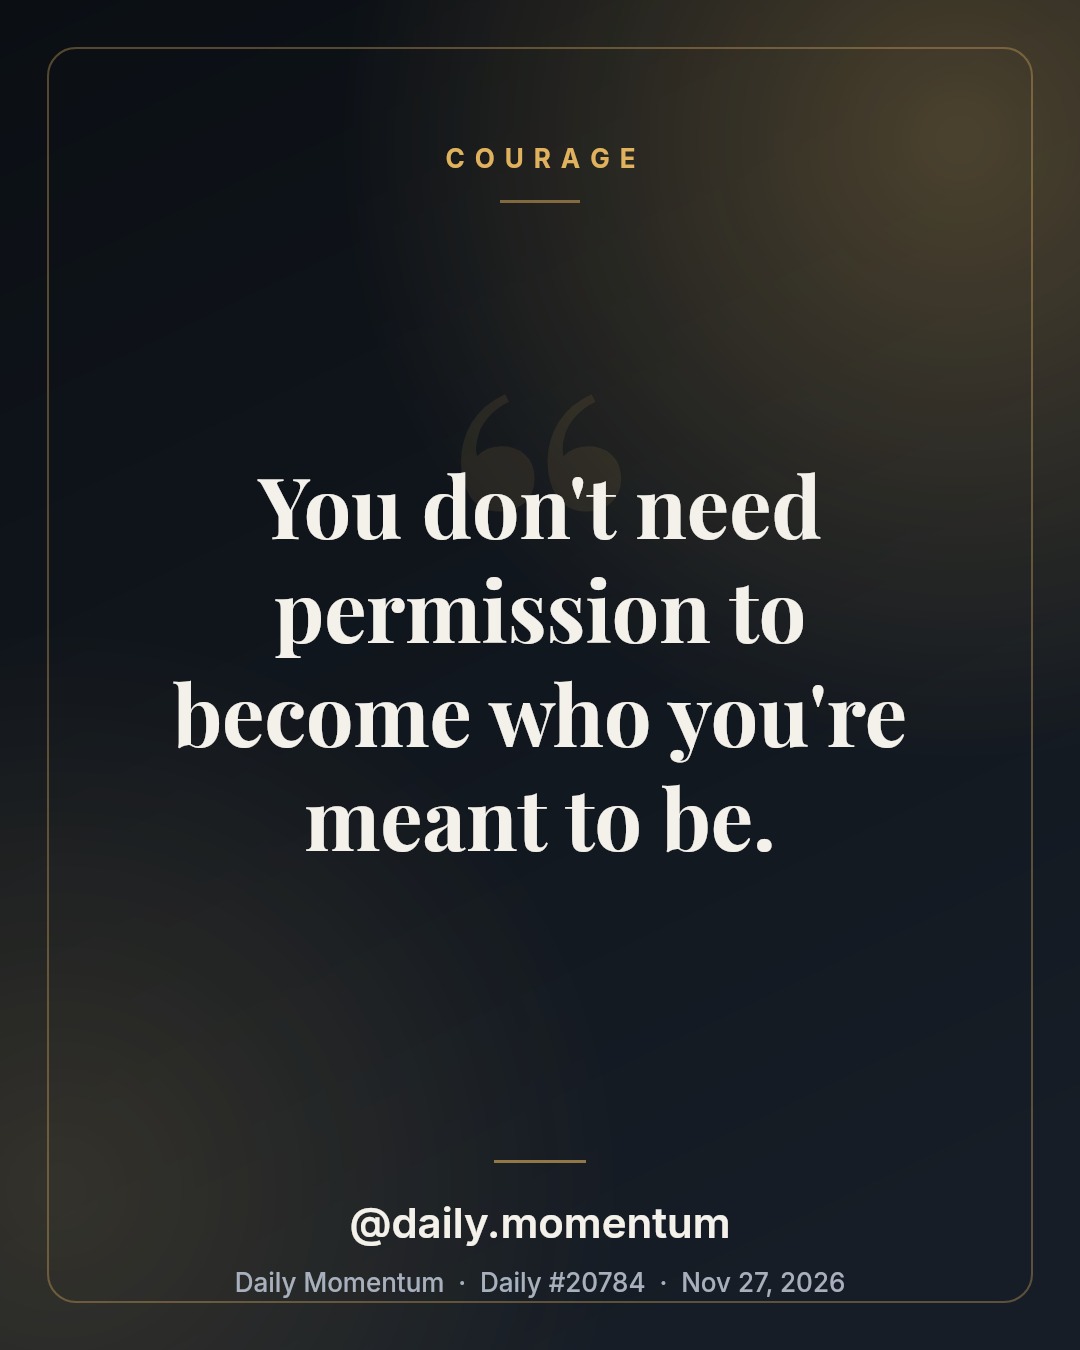 COURAGE
“
You don't need
permission to
become who you're
meant to be.
@daily.momentum
Daily Momentum · Daily #20784 · Nov 27, 2026